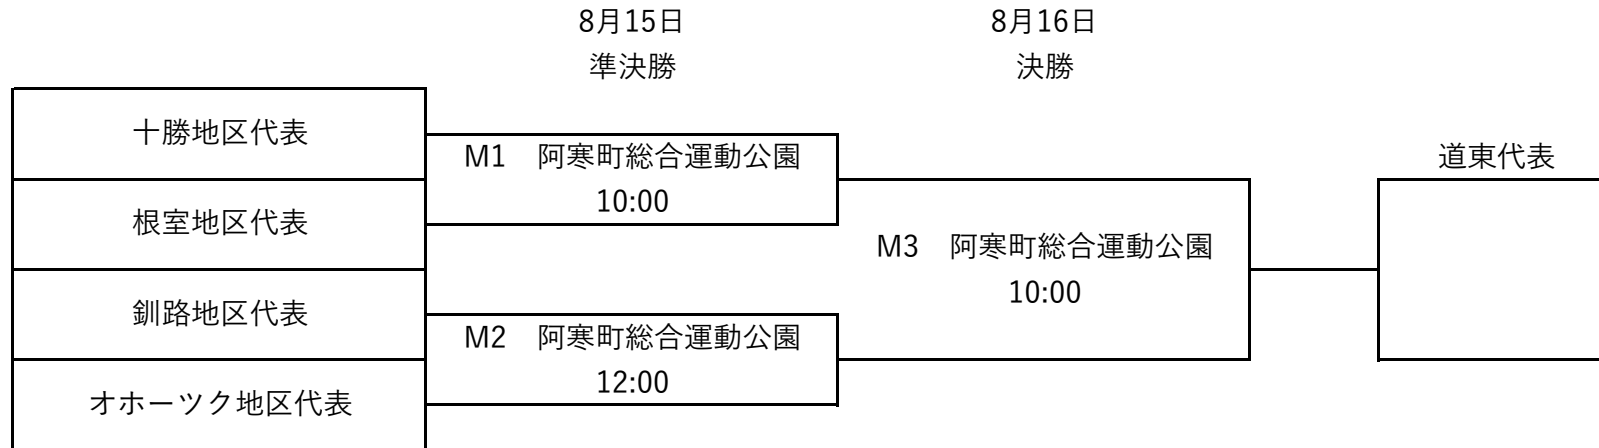 8月15日
準決勝
8月16日
決勝
十勝地区代表
根室地区代表
釧路地区代表
オホーツク地区代表
M1　阿寒町総合運動公園
10:00
M2　阿寒町総合運動公園
12:00
M3　阿寒町総合運動公園
10:00
道東代表